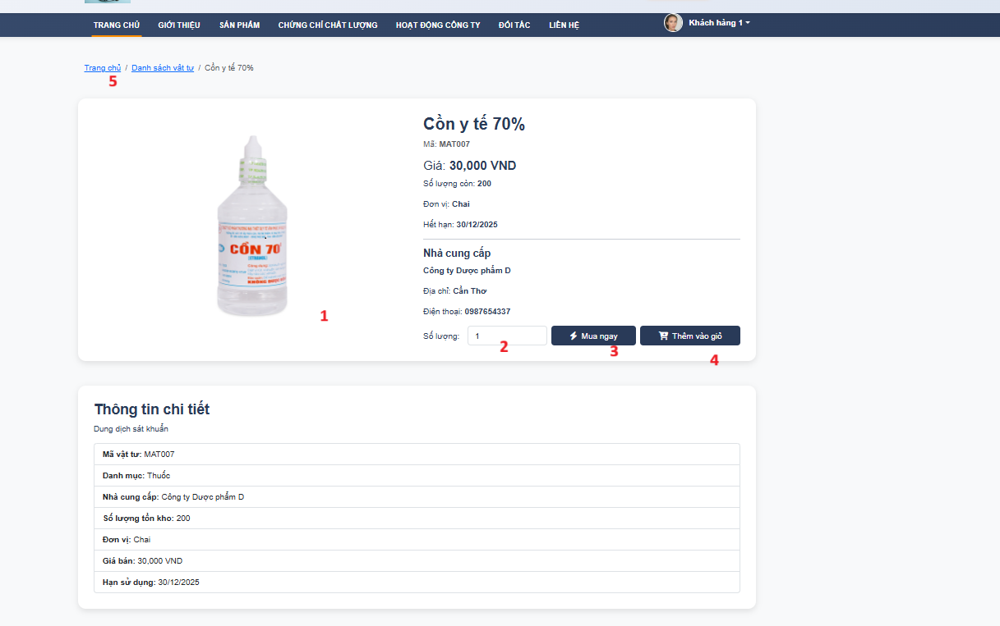 TRANG CHỦ GIỚI THIỆU SẢN PHẨM CHỨNG CHỈ CHẤT LƯỢNG HOẠT ĐỘNG CÔNG TY ĐỐI TÁC LIÊN HỆ Khách hàng 1
Trang chủ / Danh sách vật tư / Cồn y tế 70%
5
CỒN 70°
(ETHANOL)
1
Cồn y tế 70%
Mã: MAT007
Giá: 30,000 VND
Số lượng còn: 200
Đơn vị: Chai
Hết hạn: 30/12/2025
Nhà cung cấp
Công ty Dược phẩm D
Địa chỉ: Cần Thơ
Điện thoại: 0987654337
Số lượng: 1 Mua ngay Thêm vào giỏ
2 3 4
Thông tin chi tiết
Dung dịch sát khuẩn
Mã vật tư: MAT007
Danh mục: Thuốc
Nhà cung cấp: Công ty Dược phẩm D
Số lượng tồn kho: 200
Đơn vị: Chai
Giá bán: 30,000 VND
Hạn sử dụng: 30/12/2025